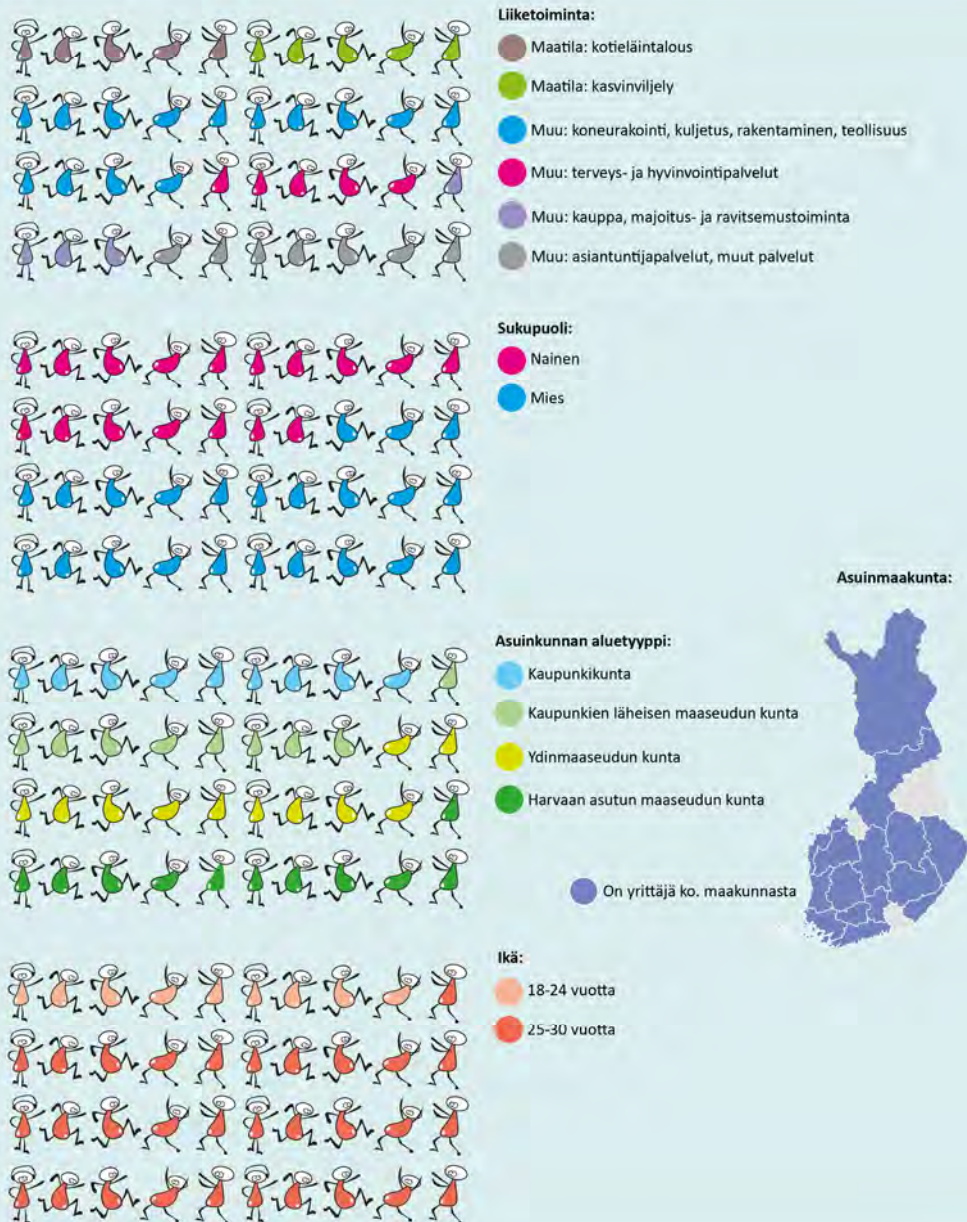 Liiketoiminta:
Maatila: kotieläintalous
Maatila: kasvinviljely
Muu: koneurakointi, kuljetus, rakentaminen, teollisuus
Muu: terveys- ja hyvinvointipalvelut
Muu: kauppa, majoitus- ja ravitsemustoiminta
Muu: asiantuntijapalvelut, muut palvelut
Sukupuoli:
Nainen
Mies
Asuinmaakunta:
Asuinkunnan aluetyyppi:
Kaupunkikunta
Kaupunkien läheisen maaseudun kunta
Ydinmaaseudun kunta
Harvaan asutun maaseudun kunta
On yrittäjä ko. maakunnasta
Ikä:
18-24 vuotta
25-30 vuotta